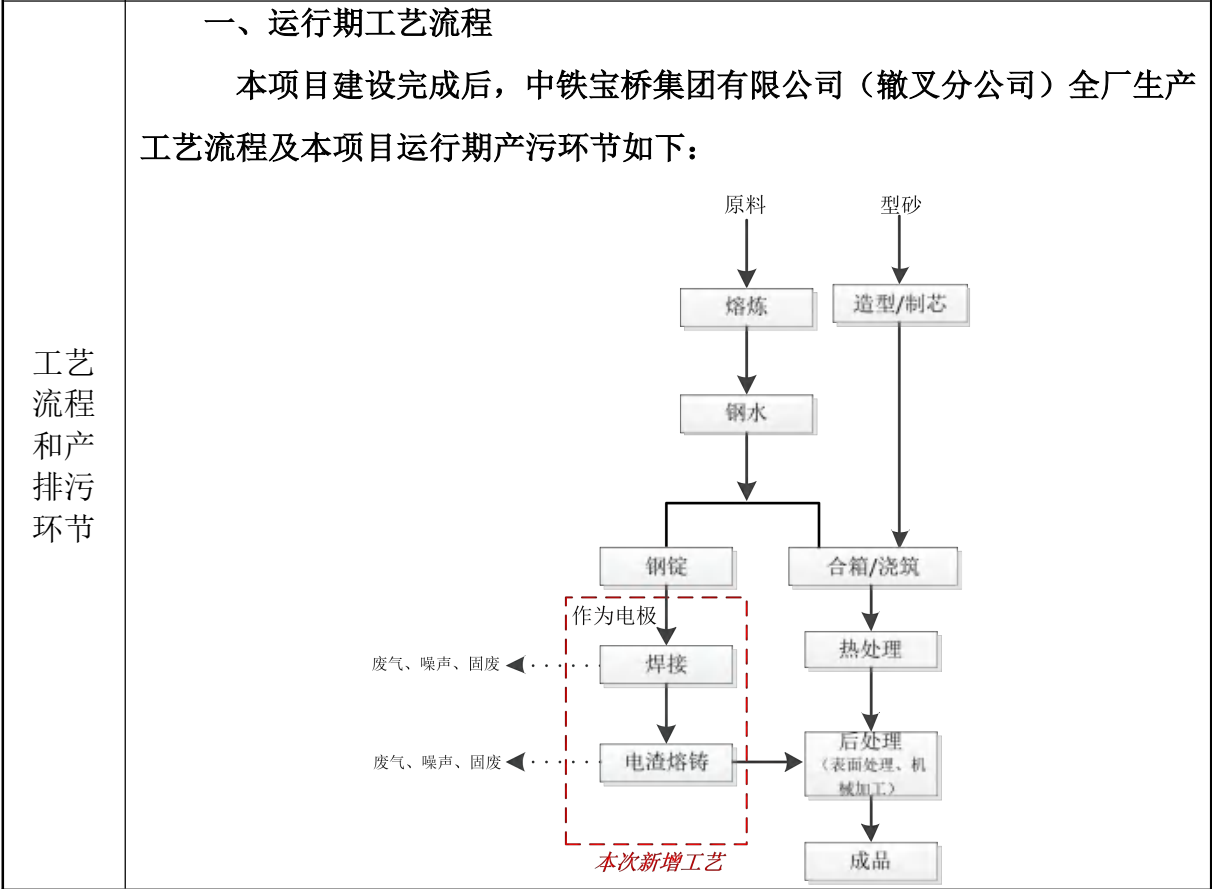 一、运行期工艺流程
本项目建设完成后，中铁宝桥集团有限公司（辙叉分公司）全厂生产
工艺流程及本项目运行期产污环节如下：
工艺
流程
和产
排污
环节
原料
型砂
熔炼
造型/制芯
钢水
钢锭
合箱/浇筑
作为电极
焊接
热处理
废气、噪声、固废
电渣熔铸
后处理
（表面处理、机
械加工）
废气、噪声、固废
成品
本次新增工艺